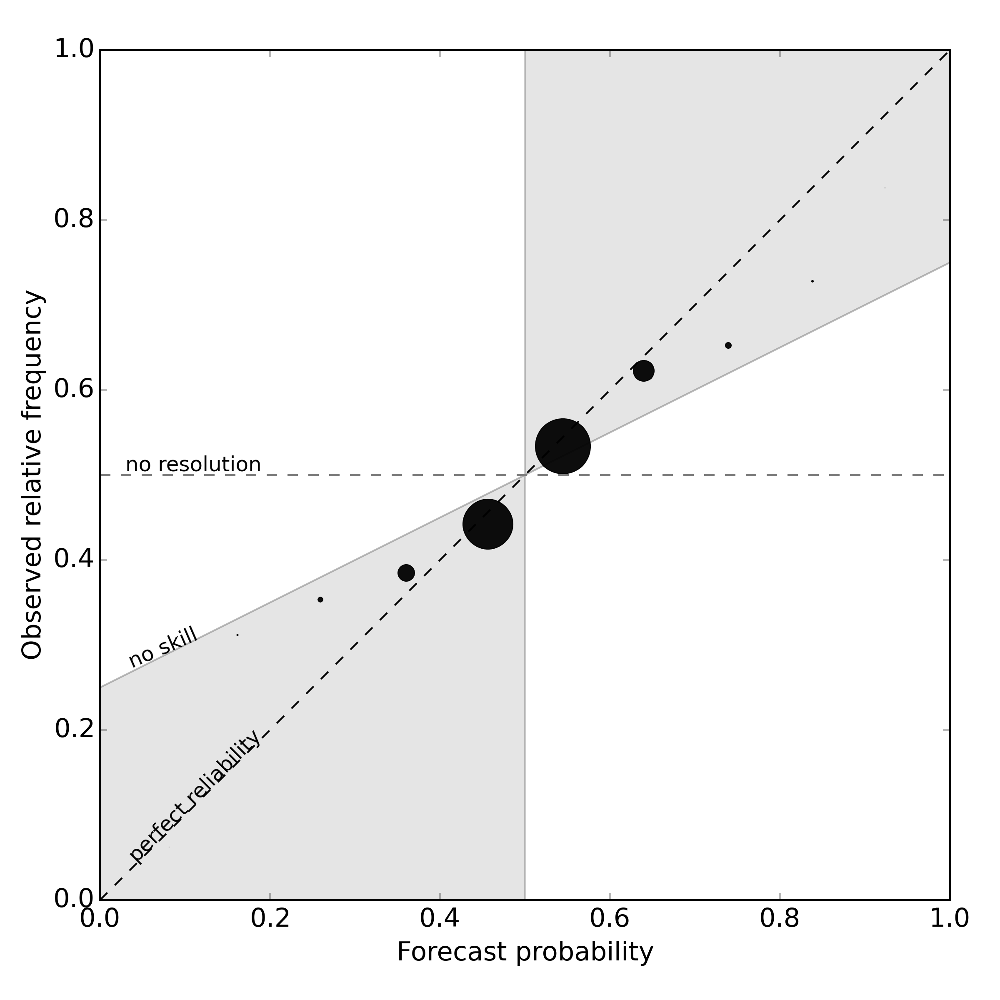 1.0
0.8
0.6
0.4
0.2
0.0
Observed relative frequency
no resolution
no skill
perfect reliability
0.0 0.2 0.4 0.6 0.8 1.0
Forecast probability